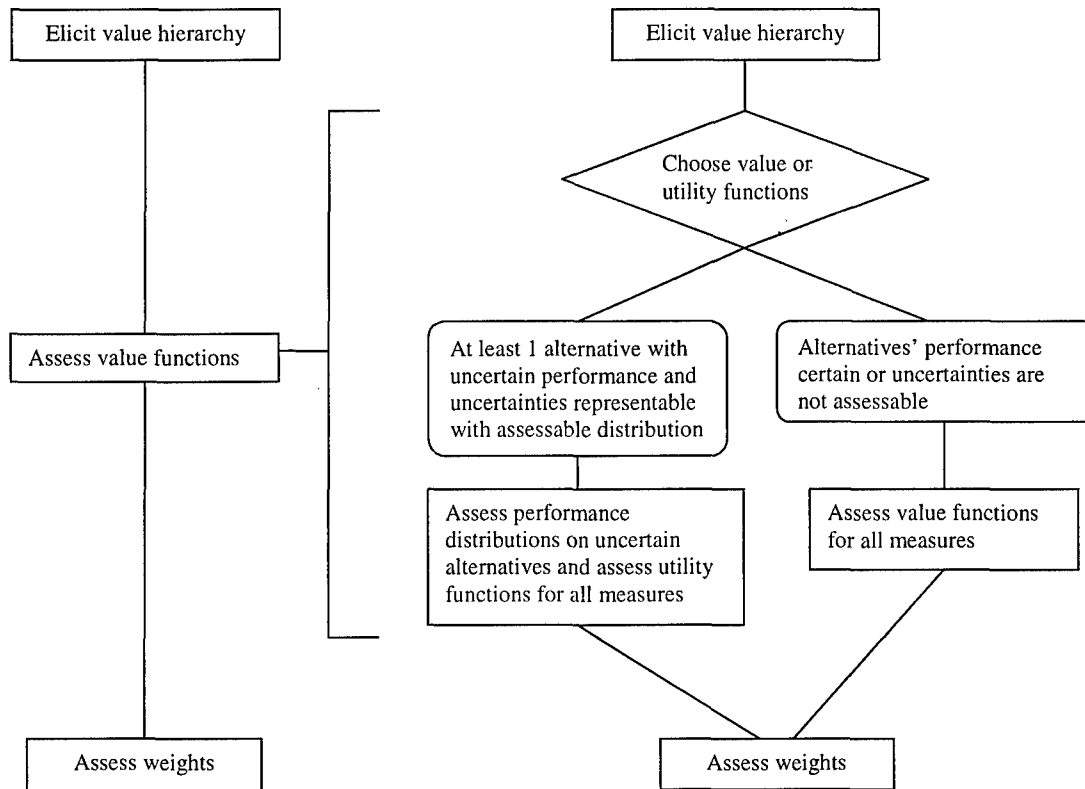 Elicit value hierarchy
Assess value functions
Assess weights
Elicit value hierarchy
Choose value or
utility functions
At least 1 alternative with
uncertain performance and
uncertainties representable
with assessable distribution
Alternatives' performance
certain or uncertainties are
not assessable
Assess performance
distributions on uncertain
alternatives and assess utility
functions for all measures
Assess value functions
for all measures
Assess weights